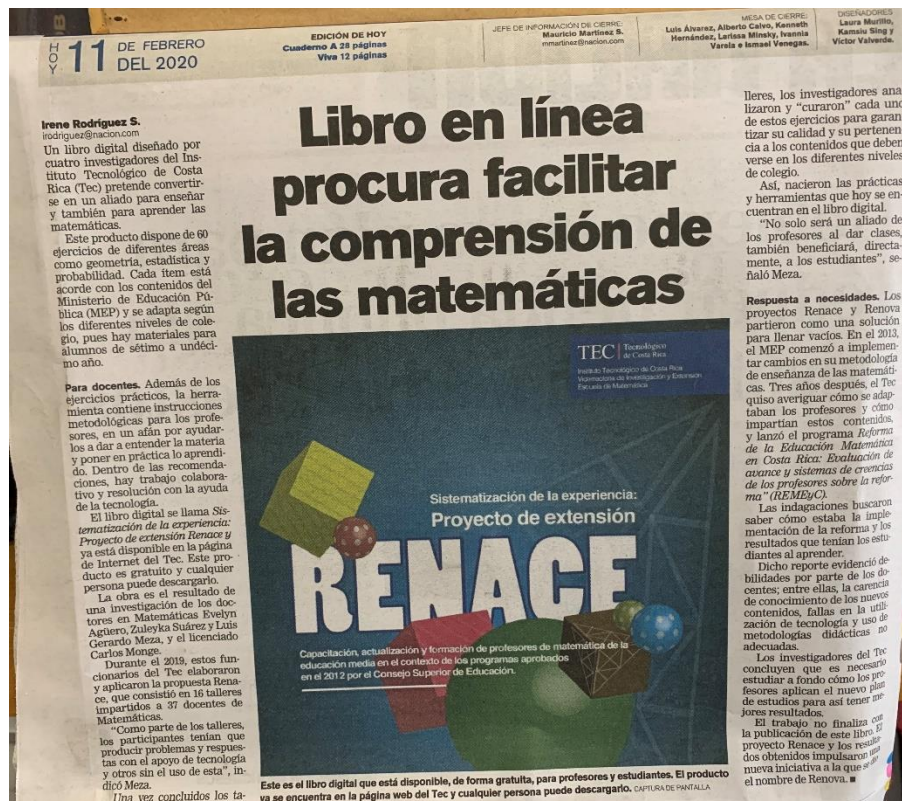 HOY 11 DE FEBRERO
DEL 2020
EDICIÓN DE HOY
Cuaderno A 28 páginas
Viva 12 páginas
JEFE DE INFORMACIÓN DE CIERRE:
Mauricio Martínez S.
mmartinez@nacion.com
MESA DE CIERRE:
Luis Álvarez, Alberto Calvo, Kenneth
Hernández, Larissa Minsky, Ivannia
Varela e Ismael Venegas.
DISEÑADORES
Laura Murillo,
Kamsiu Sing y
Víctor Valverde.
Libro en línea
procura facilitar
la comprensión de
las matemáticas
Irene Rodríguez S.
irodriguez@nacion.com
Un libro digital diseñado por
cuatro investigadores del Ins-
tituto Tecnológico de Costa
Rica (Tec) pretende convertir-
se en un aliado para enseñar
y también para aprender las
matemáticas.
Este producto dispone de 60
ejercicios de diferentes áreas
como geometría, estadística y
probabilidad. Cada item está
acorde con los contenidos del
Ministerio de Educación Pú-
blica (MEP) y se adapta según
los diferentes niveles de cole-
gio, pues hay materiales para
alumnos de sétimo a undéci-
mo año.
Para docentes. Además de los
ejercicios prácticos, la herra-
mienta contiene instrucciones
metodológicas para los profe-
sores, en un afán por ayudar-
los a dar a entender la materia
y poner en práctica lo aprendi-
do. Dentro de las recomenda-
ciones, hay trabajo colabora-
tivo y resolución con la ayuda
de la tecnología.
El libro digital se llama Sis-
tematización de la experiencia:
Proyecto de extensión Renace y
ya está disponible en la página
de Internet del Tec. Este pro-
ducto es gratuito y cualquier
persona puede descargarlo.
La obra es el resultado de
una investigación de los doc-
tores en Matemáticas Evelyn
Agüero, Zuleyka Suárez y Luis
Gerardo Meza, y el licenciado
Carlos Monge.
Durante el 2019, estos fun-
cionarios del Tec elaboraron
y aplicaron la propuesta Rena-
ce, que consistió en 16 talleres
impartidos a 37 docentes de
Matemáticas.
"Como parte de los talleres,
los participantes tenían que
producir problemas y respues-
tas con el apoyo de tecnología
y otros sin el uso de esta", in-
dicó Meza.
Una vez concluidos los ta-
TEC | Tecnológico
de Costa Rica
Instituto Tecnológico de Costa Rica
Vicerrectoría de Investigación y Extensión
Escuela de Matemática
Sistematización de la experiencia:
Proyecto de extensión
RENACE
Capacitación, actualización y formación de profesores de matemática de la
educación media en el contexto de los programas aprobados
en el 2012 por el Consejo Superior de Educación.
Este es el libro digital que está disponible, de forma gratuita, para profesores y estudiantes. El producto
ya se encuentra en la página web del Tec y cualquier persona puede descargarlo. CAPTURA DE PANTALLA
lleres, los investigadores ana
lizaron y "curaron" cada uno
de estos ejercicios para garan
tizar su calidad y su pertenen
cia a los contenidos que deben
verse en los diferentes niveles
de colegio.
Así, nacieron las prácticas
y herramientas que hoy se en-
cuentran en el libro digital.
"No solo será un aliado de
los profesores al dar clases,
también beneficiará, directa-
mente, a los estudiantes", se-
ñaló Meza.
Respuesta a necesidades. Los
proyectos Renace y Renova
partieron como una solución
para llenar vacíos. En el 2013,
el MEP comenzó a implemen-
tar cambios en su metodología
de enseñanza de las matemáti-
cas. Tres años después, el Tec
quiso averiguar cómo se adap-
taban los profesores y cómo
impartían estos contenidos,
y lanzó el programa Reforma
de la Educación Matemática
en Costa Rica: Evaluación de
avance y sistemas de creencias
de los profesores sobre la refor-
ma" (REMEyC).
Las indagaciones buscaron
saber cómo estaba la imple-
mentación de la reforma y los
resultados que tenían los estu-
diantes al aprender.
Dicho reporte evidenció de-
bilidades por parte de los do-
centes; entre ellas, la carencia
de conocimiento de los nuevos
contenidos, fallas en la utili-
zación de tecnología y uso de
metodologías didácticas no
adecuadas.
Los investigadores del Tec
concluyen que es necesario
estudiar a fondo cómo los pro-
fesores aplican el nuevo plan
de estudios para así tener me-
jores resultados.
El trabajo no finaliza con
la publicación de este libro. El
proyecto Renace y los resulta-
dos obtenidos impulsaron una
nueva iniciativa a la que se dio
el nombre de Renova.